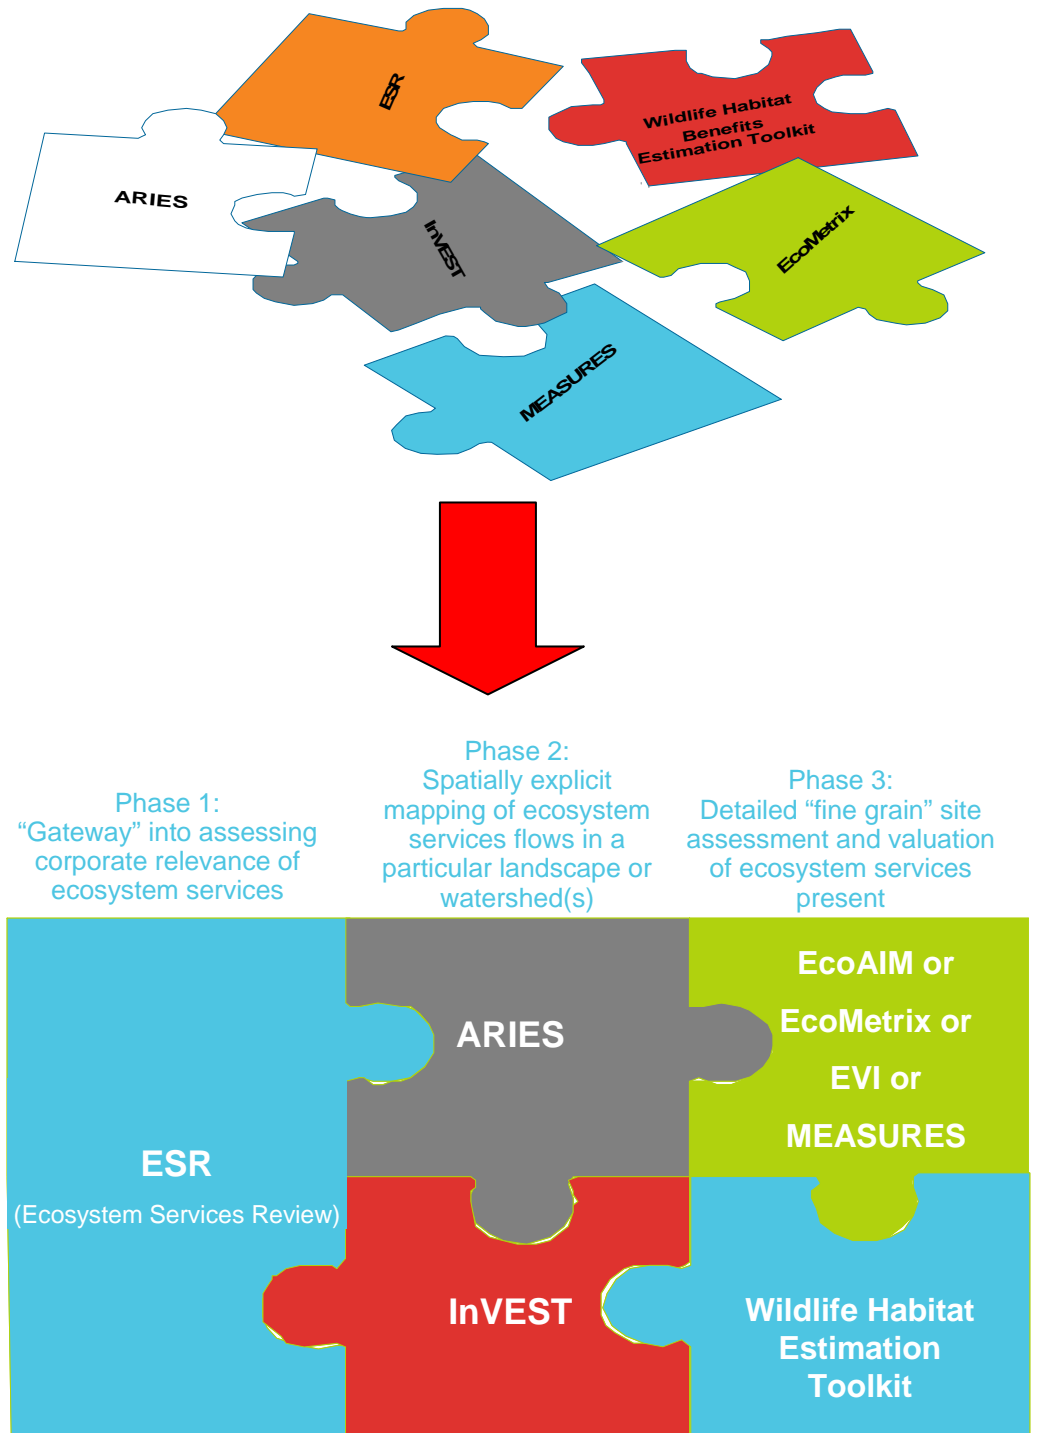 ESR
Wildlife Habitat
Benefits
Estimation Toolkit
ARIES
InVEST
EcoMetrix
MEASURES
Phase 1:
“Gateway” into assessing
corporate relevance of
ecosystem services
Phase 2:
Spatially explicit
mapping of ecosystem
services flows in a
particular landscape or
watershed(s)
Phase 3:
Detailed “fine grain” site
assessment and valuation
of ecosystem services
present
ESR
(Ecosystem Services Review)
ARIES
InVEST
EcoAIM or
EcoMetrix or
EVI or
MEASURES
Wildlife Habitat
Estimation
Toolkit